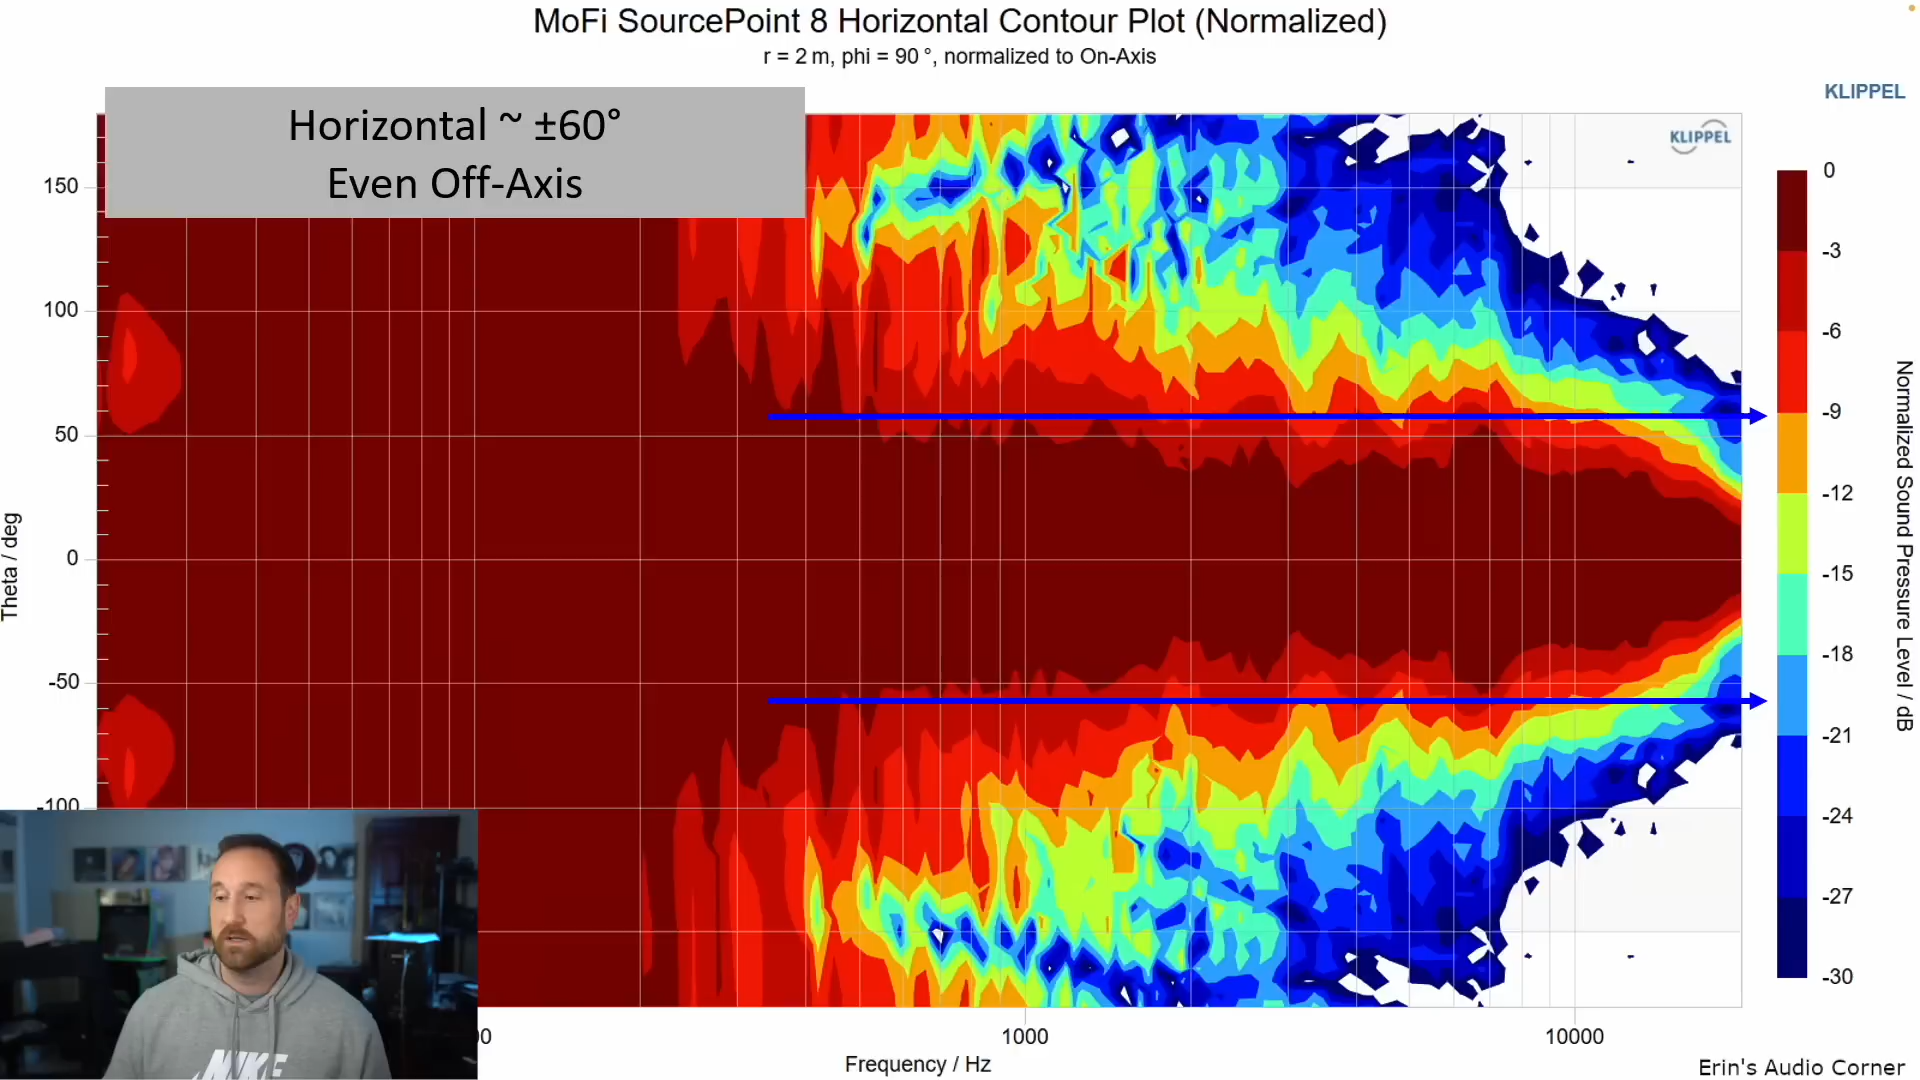 MoFi SourcePoint 8 Horizontal Contour Plot (Normalized)
r = 2 m, phi = 90 °, normalized to On-Axis
KLIPPEL
KLIPPEL
Horizontal ~ ±60°
Even Off-Axis
150
100
50
0
-50
-100
Theta / deg
0
-3
-6
-9
-12
-15
-18
-21
-24
-27
-30
Normalized Sound Pressure Level / dB
1000
10000
Frequency / Hz
NIKE
Erin's Audio Corner